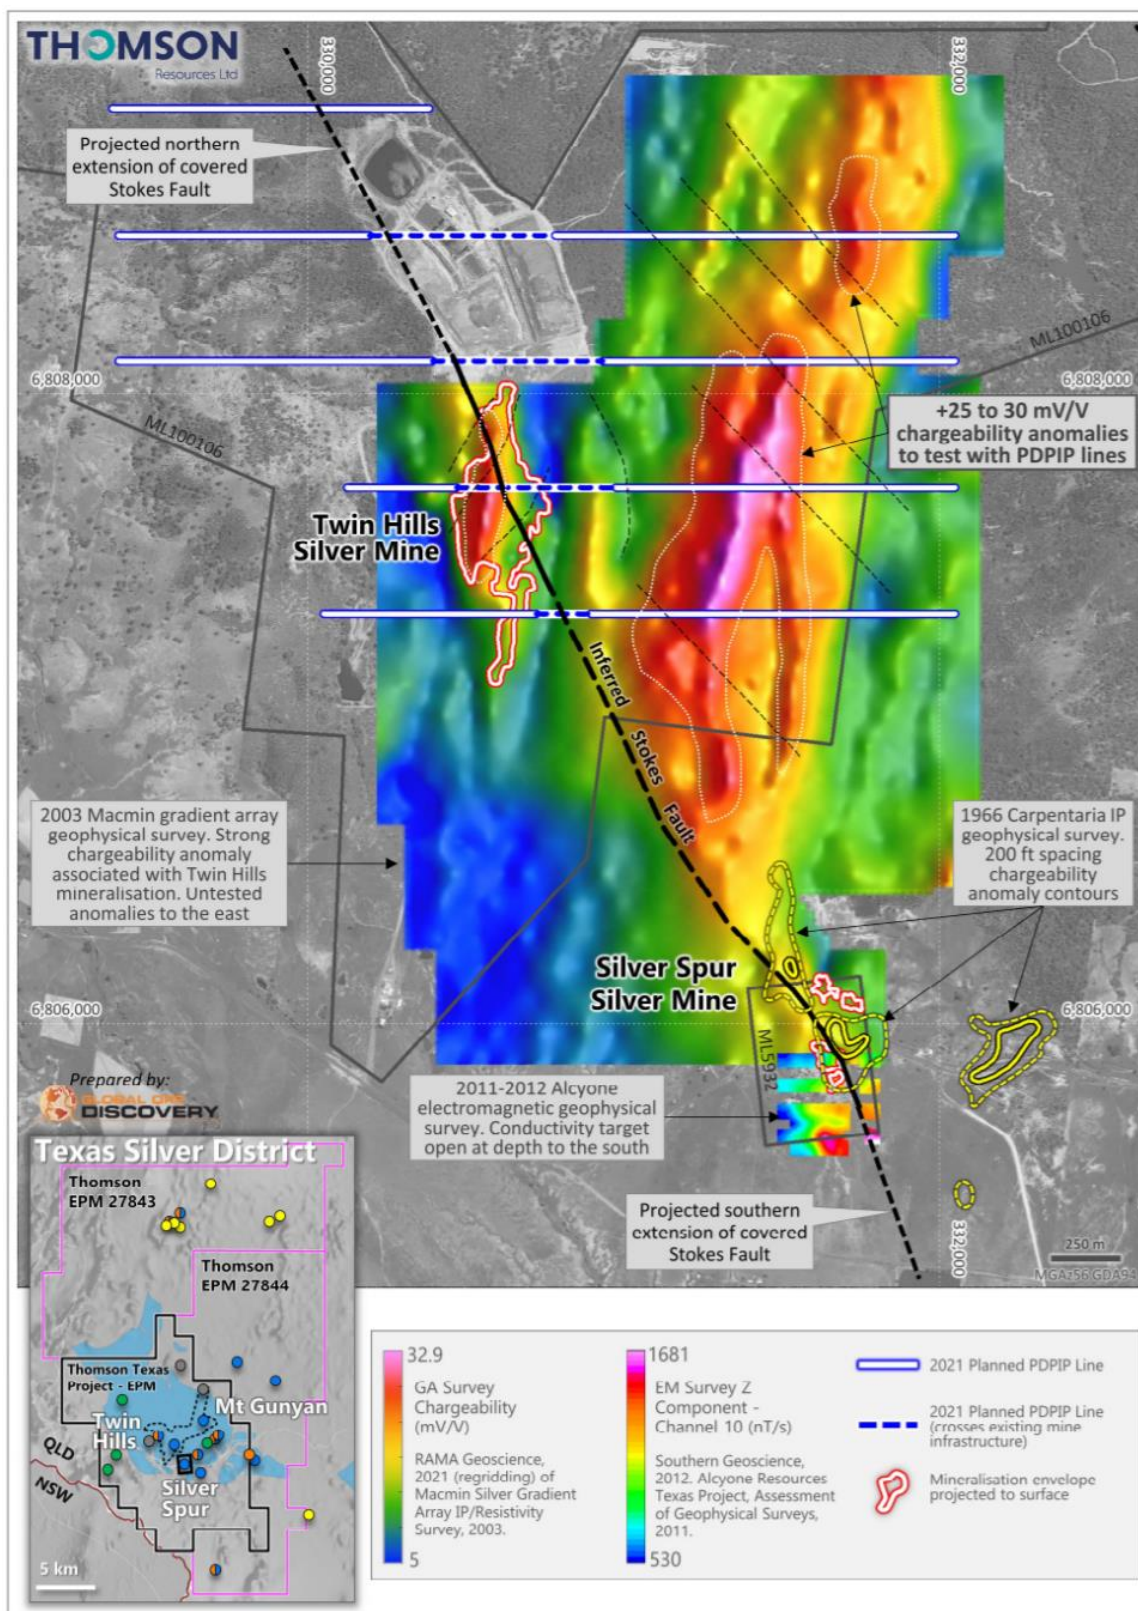 THOMSON
Resources Ltd
330,000
332,000
Projected northern
extension of covered
Stokes Fault
ML100106
6,808,000
6,808,000
ML100106
+25 to 30 mV/V
chargeability anomalies
to test with PDPIP lines
Twin Hills
Silver Mine
Inferred
Stokes
Fault
2003 Macmin gradient array
geophysical survey. Strong
chargeability anomaly
associated with Twin Hills
mineralisation. Untested
anomalies to the east
1966 Carpentaria IP
geophysical survey.
200 ft spacing
chargeability
anomaly contours
Silver Spur
Silver Mine
6,806,000
6,806,000
ML5932
Prepared by:
GLOBAL ORE
DISCOVERY
2011-2012 Alcyone
electromagnetic geophysical
survey. Conductivity target
open at depth to the south
Projected southern
extension of covered
Stokes Fault
332,000
250 m
MGAz56 GDA94
Texas Silver District
Thomson
EPM 27843
Thomson
EPM 27844
Thomson Texas
Project - EPM
Mt Gunyan
Twin
Hills
QLD
NSW
Silver
Spur
5 km
32.9
GA Survey
Chargeability
(mV/V)
RAMA Geoscience,
2021 (regridding) of
Macmin Silver Gradient
Array IP/Resistivity
Survey, 2003.
5
1681
EM Survey Z
Component -
Channel 10 (nT/s)
Southern Geoscience,
2012. Alcyone Resources
Texas Project, Assessment
of Geophysical Surveys,
2011.
530
2021 Planned PDPIP Line
2021 Planned PDPIP Line
(crosses existing mine
infrastructure)
Mineralisation envelope
projected to surface